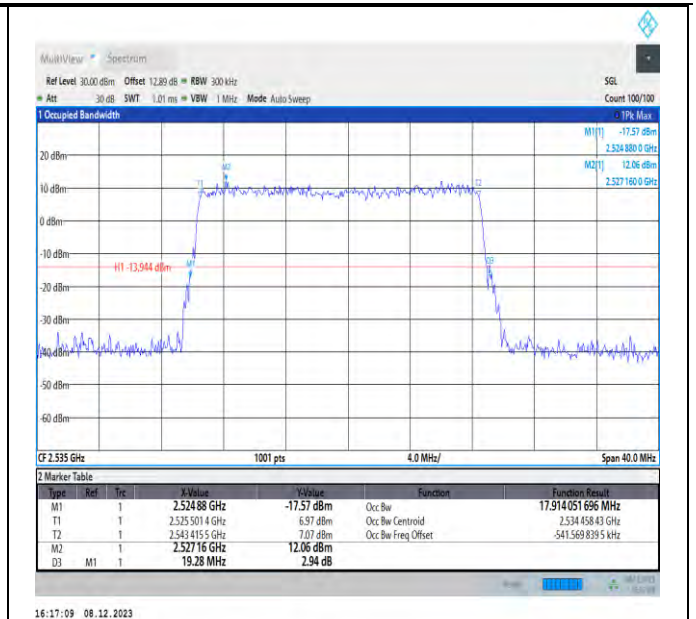 MultiView Spectrum
Ref Level 30.00 dBm Offset 12.89 dB RBW 300 kHz SGL
Att 30 dB SWT 1.01 ms VBW 1 MHz Mode Auto Sweep Count 100/100
1 Occupied Bandwidth 1Pk Max
M1[1] -17.57 dBm
2.524 880 0 GHz
M2[1] 12.06 dBm
2.527 160 0 GHz
20 dBm
M2
T1 T2
10 dBm
0 dBm
-10 dBm
H1 -13,944 dBm M1 D3
-20 dBm
-30 dBm
-40 dBm
-50 dBm
-60 dBm
CF 2.535 GHz 1001 pts 4.0 MHz/ Span 40.0 MHz
2 Marker Table
Type Ref Trc X-Value Y-Value Function Function Result
M1 1 2.524 88 GHz -17.57 dBm Occ Bw 17.914 051 696 MHz
T1 1 2.525 501 4 GHz 6.97 dBm Occ Bw Centroid 2.534 458 43 GHz
T2 1 2.543 415 5 GHz 7.07 dBm Occ Bw Freq Offset -541.569 839 5 kHz
M2 1 2.527 16 GHz 12.06 dBm
D3 M1 1 19.28 MHz 2.94 dB
16:17:09 08.12.2023